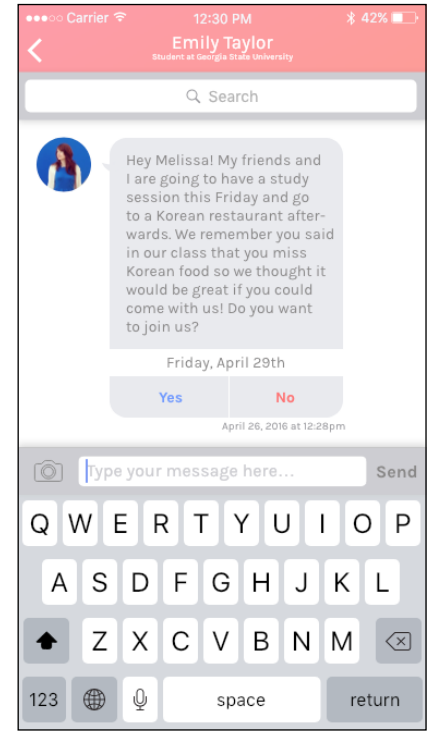 Carrier 12:30 PM 42%
Emily Taylor
Student at Georgia State University
Search
Hey Melissa! My friends and
I are going to have a study
session this Friday and go
to a Korean restaurant after-
wards. We remember you said
in our class that you miss
Korean food so we thought it
would be great if you could
come with us! Do you want
to join us?
Friday, April 29th
Yes No
April 26, 2016 at 12:28pm
Type your message here... Send
Q W E R T Y U I O P
A S D F G H J K L
Z X C V B N M
123 space return